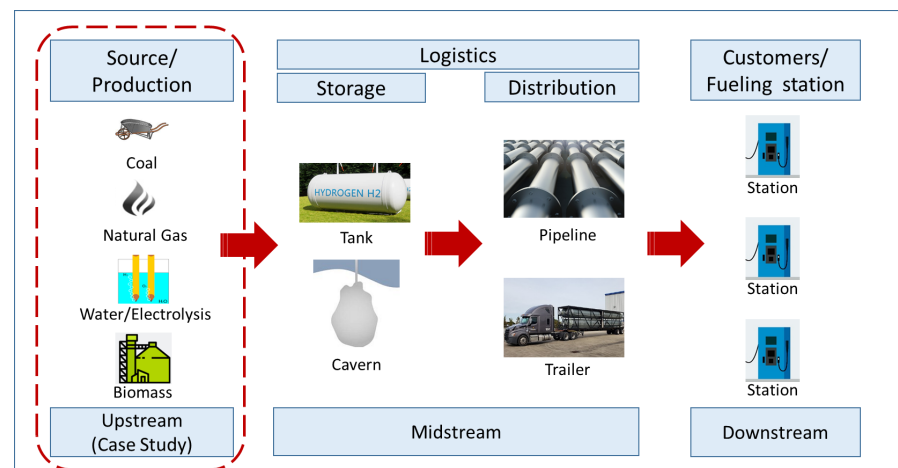 Source/
Production
Logistics
Storage
Distribution
Customers/
Fueling station
Coal
Natural Gas
Water/Electrolysis
Biomass
HYDROGEN H2
Tank
Cavern
Pipeline
Trailer
Station
Station
Station
Upstream
(Case Study)
Midstream
Downstream